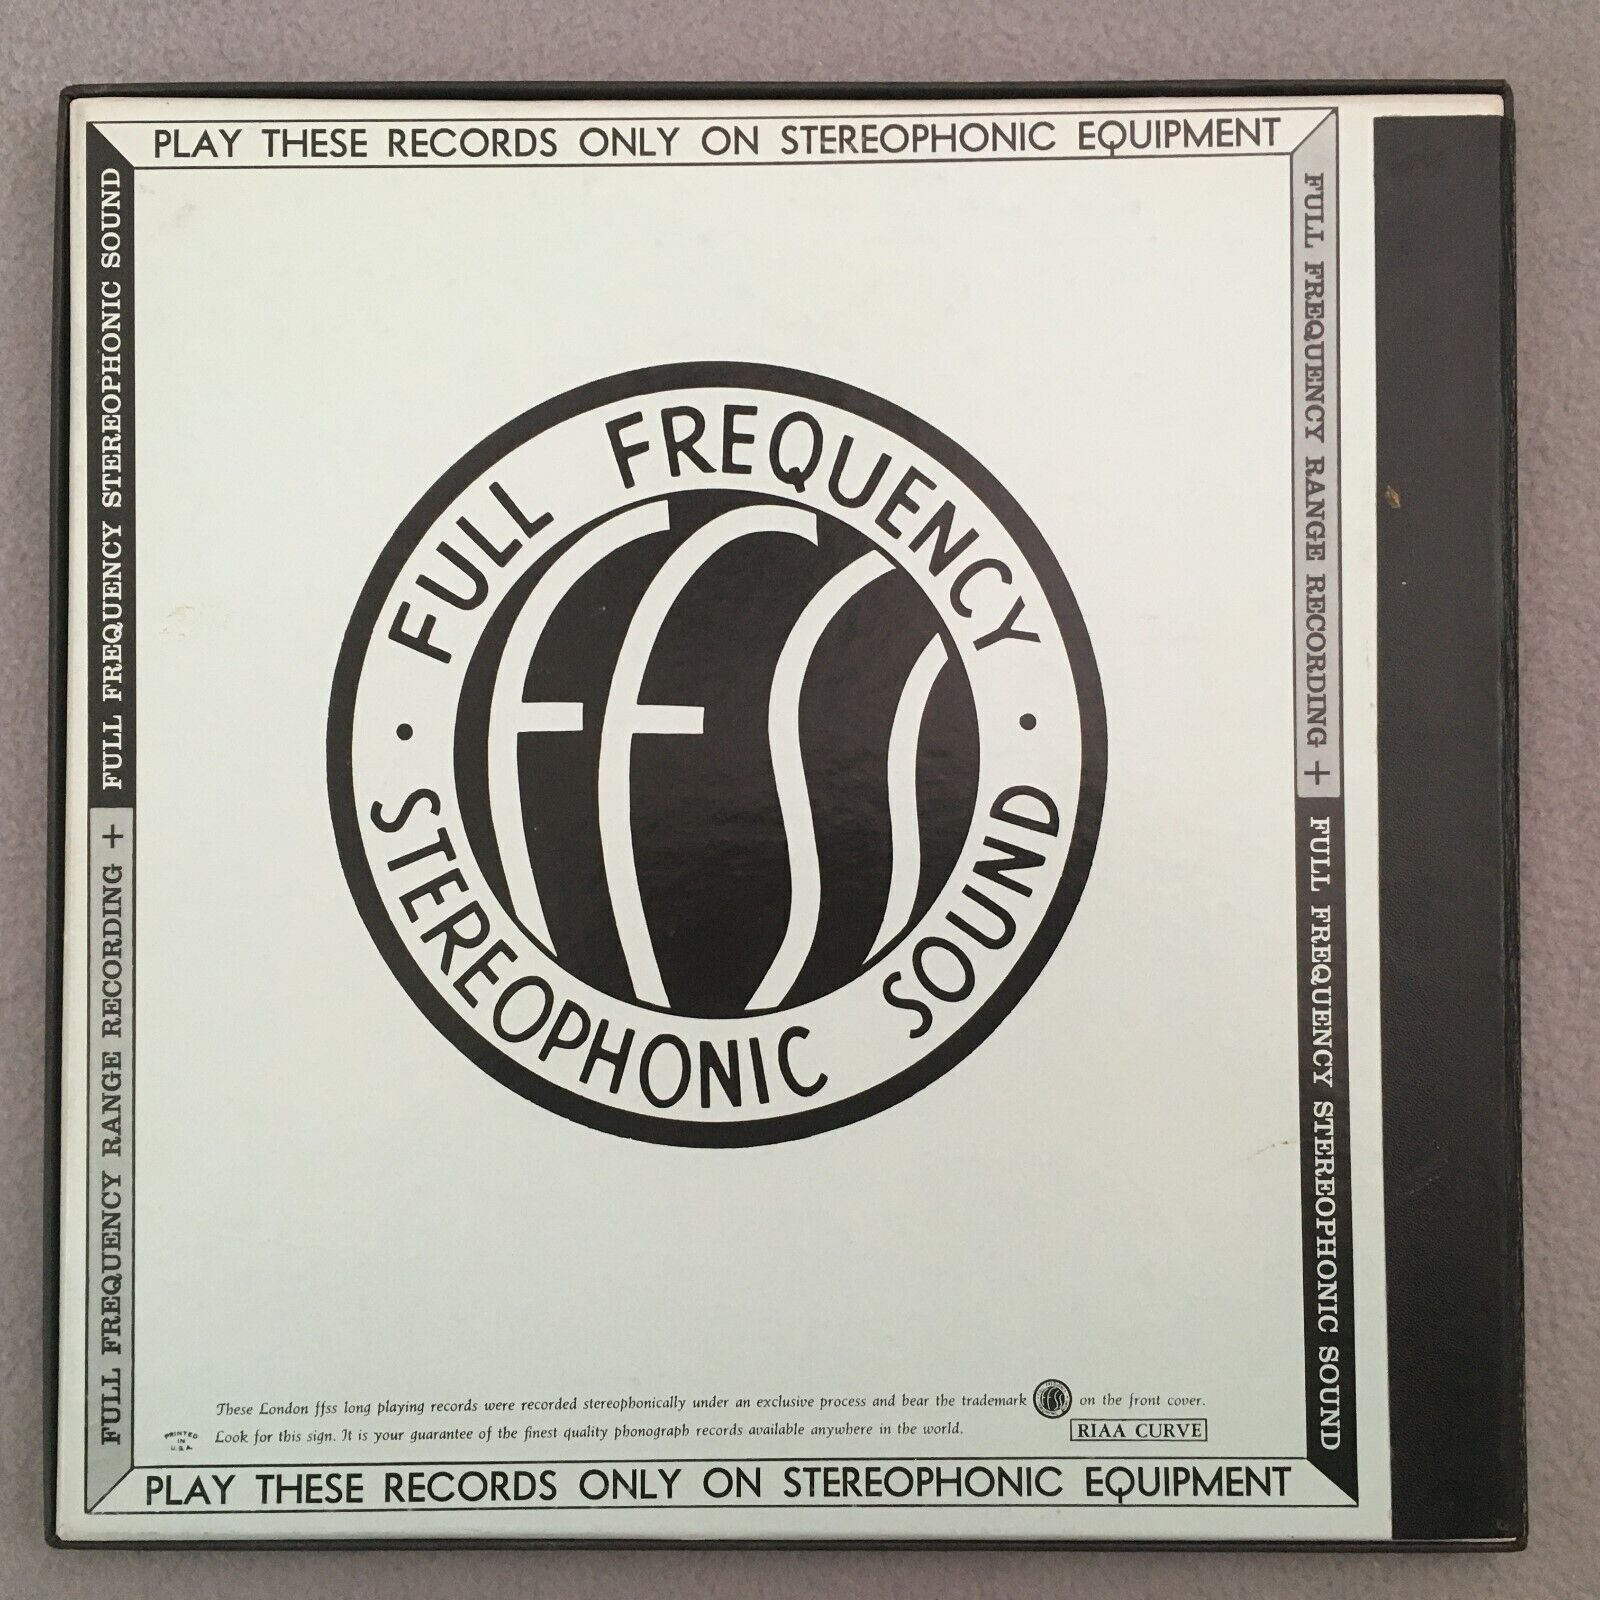 PLAY THESE RECORDS ONLY ON STEREOPHONIC EQUIPMENT
FULL FREQUENCY RANGE RECORDING + FULL FREQUENCY STEREOPHONIC SOUND
FULL FREQUENCY RANGE RECORDING + FULL FREQUENCY STEREOPHONIC SOUND
FULL FREQUENCY
FFSS
· STEREOPHONIC SOUND ·
These London ffss long playing records were recorded stereophonically under an exclusive process and bear the trademark FFSS on the front cover.
Look for this sign. It is your guarantee of the finest quality phonograph records available anywhere in the world.
RIAA CURVE
PRINTED
IN
U.S.A.
PLAY THESE RECORDS ONLY ON STEREOPHONIC EQUIPMENT